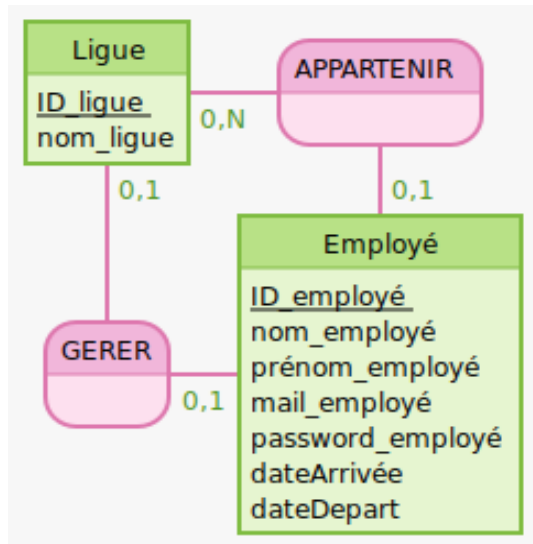 Ligue
ID_ligue
nom_ligue
APPARTENIR
0,N
0,1
0,1
Employé
ID_employé
nom_employé
prénom_employé
mail_employé
password_employé
dateArrivée
dateDepart
GERER
0,1